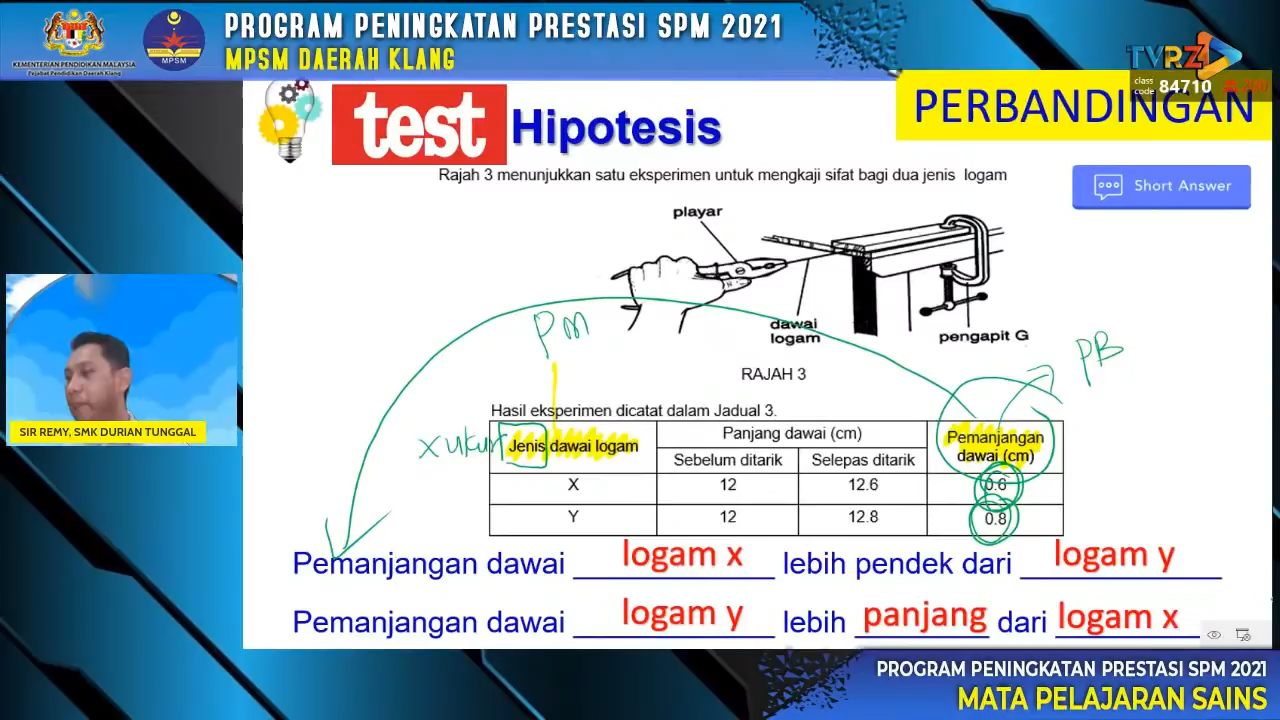 PROGRAM PENINGKATAN PRESTASI SPM 2021
MPSM DAERAH KLANG
KEMENTERIAN PENDIDIKAN MALAYSIA
Pejabat Pendidikan Daerah Klang
MPSM
TVRZ
class code 84710
test Hipotesis
PERBANDINGAN
Rajah 3 menunjukkan satu eksperimen untuk mengkaji sifat bagi dua jenis logam
Short Answer
playar
dawai logam
pengapit G
PM
PB
RAJAH 3
SIR REMY, SMK DURIAN TUNGGAL
Hasil eksperimen dicatat dalam Jadual 3.
x ukur
Jenis dawai logam Panjang dawai (cm) Pemanjangan dawai (cm)
Sebelum ditarik Selepas ditarik
X 12 12.6 0.6
Y 12 12.8 0.8
Pemanjangan dawai logam x lebih pendek dari logam y
Pemanjangan dawai logam y lebih panjang dari logam x
PROGRAM PENINGKATAN PRESTASI SPM 2021
MATA PELAJARAN SAINS